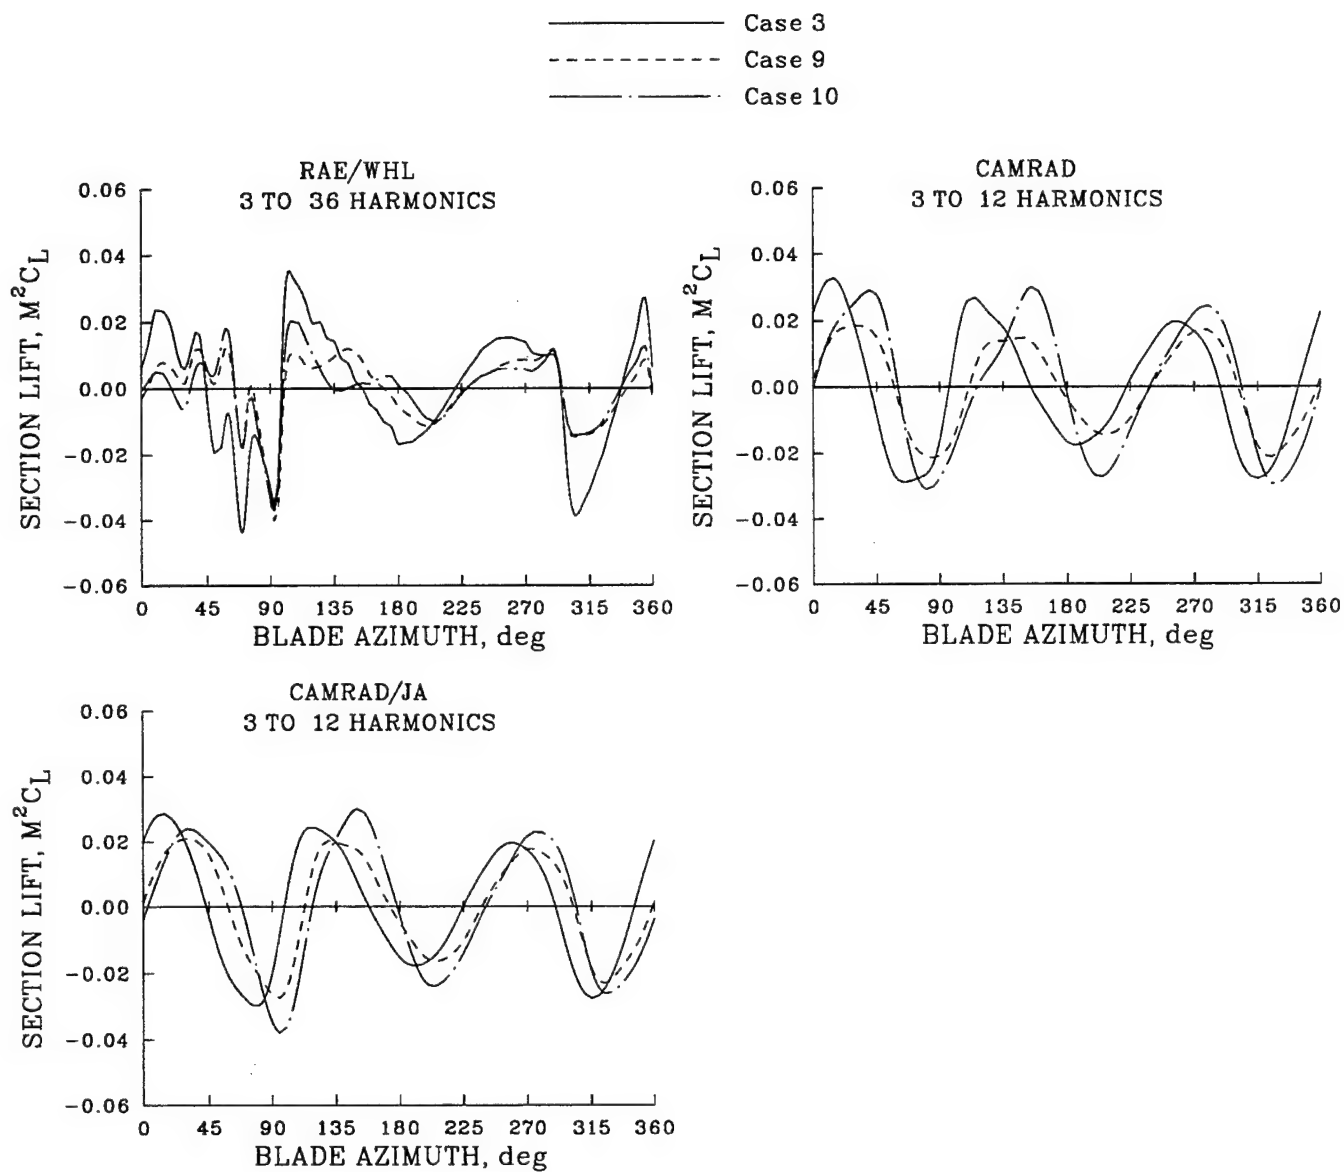 Case 3
Case 9
Case 10
RAE/WHL
3 TO 36 HARMONICS
0.06
0.04
0.02
0.00
-0.02
-0.04
-0.06
SECTION LIFT, M²C_L
0 45 90 135 180 225 270 315 360
BLADE AZIMUTH, deg
CAMRAD
3 TO 12 HARMONICS
0.06
0.04
0.02
0.00
-0.02
-0.04
-0.06
SECTION LIFT, M²C_L
0 45 90 135 180 225 270 315 360
BLADE AZIMUTH, deg
CAMRAD/JA
3 TO 12 HARMONICS
0.06
0.04
0.02
0.00
-0.02
-0.04
-0.06
SECTION LIFT, M²C_L
0 45 90 135 180 225 270 315 360
BLADE AZIMUTH, deg